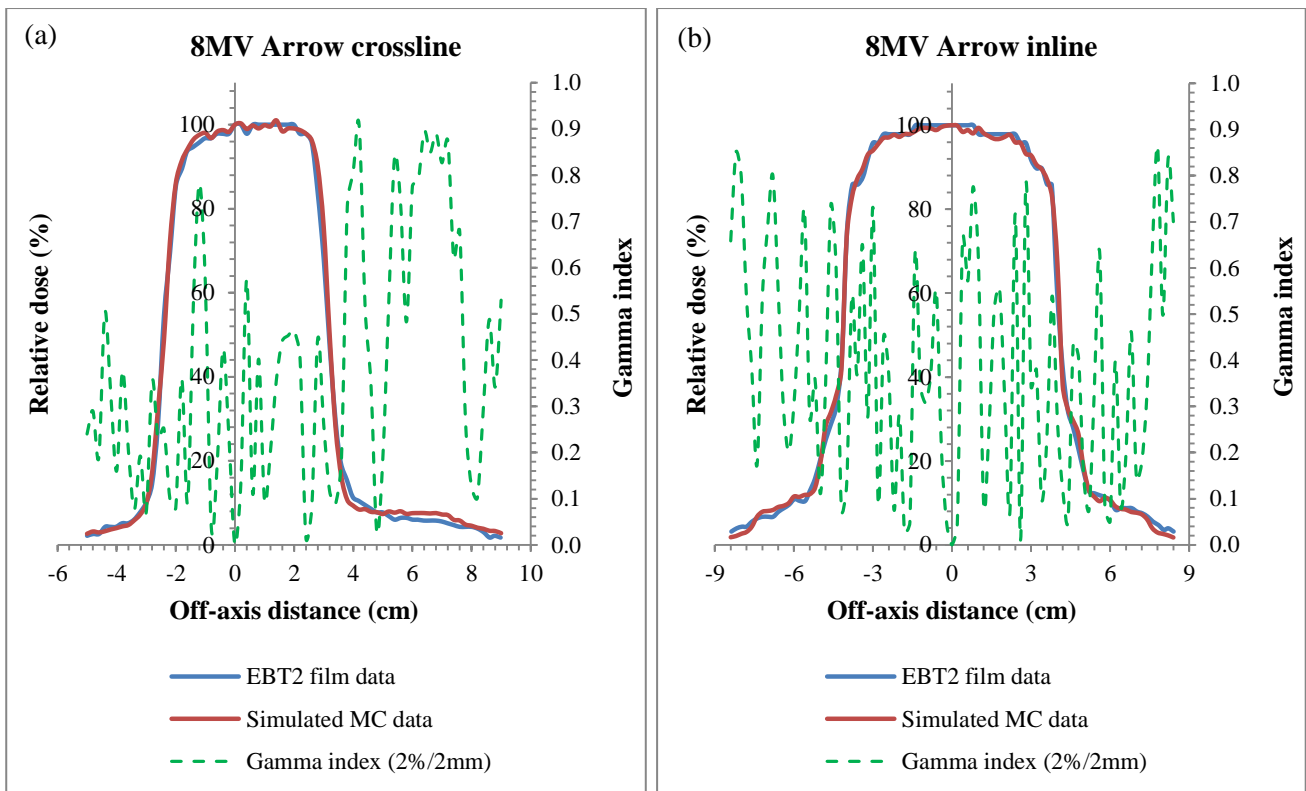 (a)
8MV Arrow crossline
Relative dose (%)
100
80
60
40
20
0
1.0
0.9
0.8
0.7
0.6
0.5
0.4
0.3
0.2
0.1
0.0
Gamma index
-6 -4 -2 0 2 4 6 8 10
Off-axis distance (cm)
EBT2 film data
Simulated MC data
Gamma index (2%/2mm)
(b)
8MV Arrow inline
Relative dose (%)
100
80
60
40
20
0
1.0
0.9
0.8
0.7
0.6
0.5
0.4
0.3
0.2
0.1
0.0
Gamma index
-9 -6 -3 0 3 6 9
Off-axis distance (cm)
EBT2 film data
Simulated MC data
Gamma index (2%/2mm)